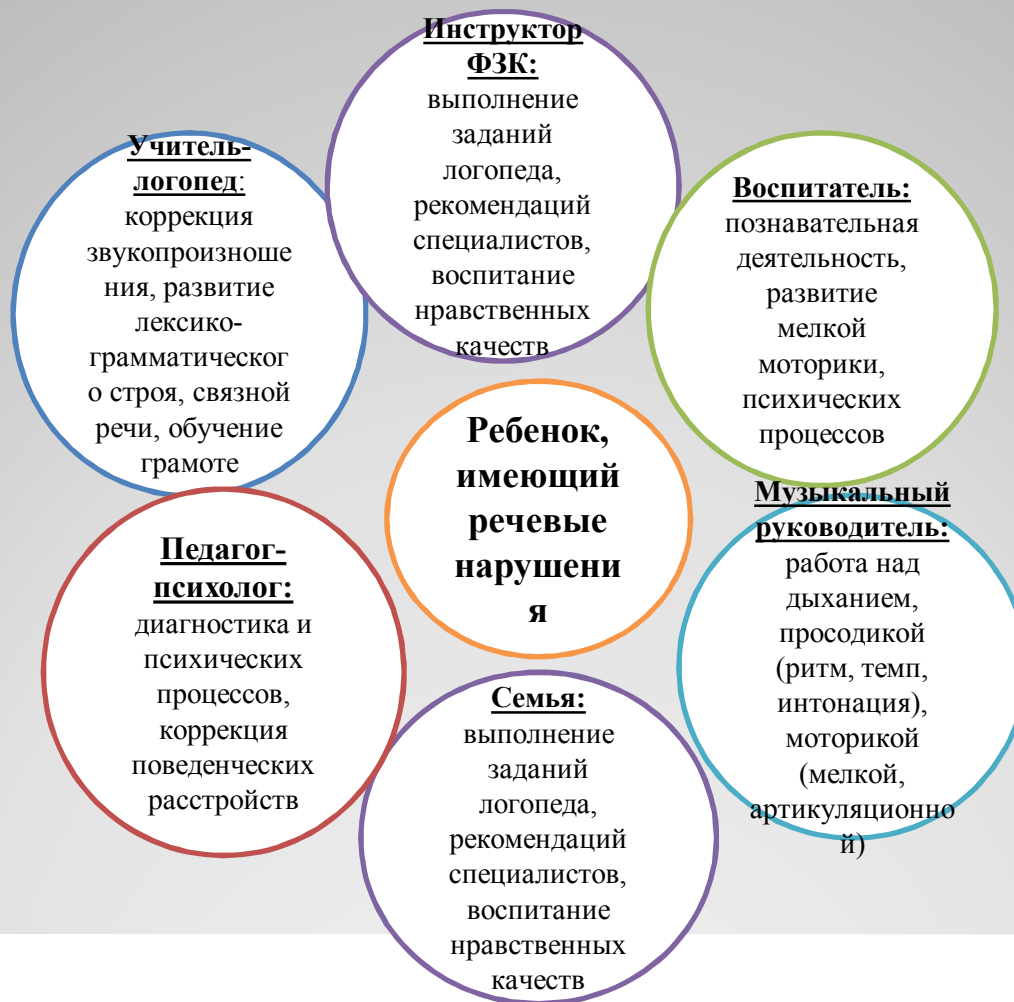 Инструктор
ФЗК:
выполнение
заданий
логопеда,
рекомендаций
специалистов,
воспитание
нравственных
качеств
Учитель-
логопед:
коррекция
звукопроизноше
ния, развитие
лексико-
грамматическог
о строя, связной
речи, обучение
грамоте
Воспитатель:
познавательная
деятельность,
развитие
мелкой
моторики,
психических
процессов
Ребенок,
имеющий
речевые
нарушени
я
Педагог-
психолог:
диагностика и
психических
процессов,
коррекция
поведенческих
расстройств
Музыкальный
руководитель:
работа над
дыханием,
просодикой
(ритм, темп,
интонация),
моторикой
(мелкой,
артикуляционно
й)
Семья:
выполнение
заданий
логопеда,
рекомендаций
специалистов,
воспитание
нравственных
качеств